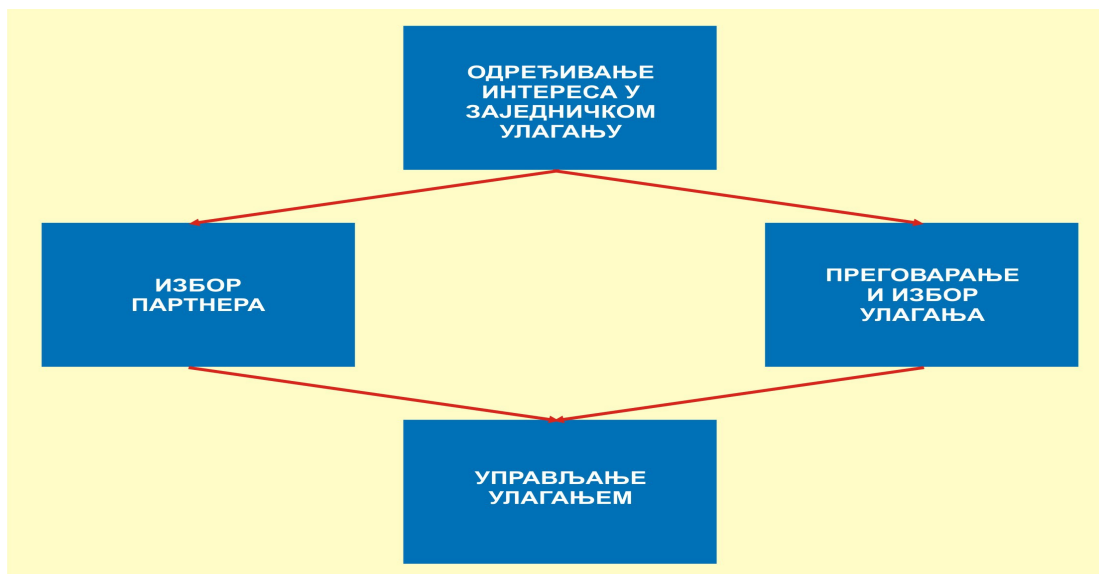 ОДРЕЂИВАЊЕ
ИНТЕРЕСА У
ЗАЈЕДНИЧКОМ
УЛАГАЊУ
ИЗБОР
ПАРТНЕРА
ПРЕГОВАРАЊЕ
И ИЗБОР
УЛАГАЊА
УПРАВЉАЊЕ
УЛАГАЊЕМ